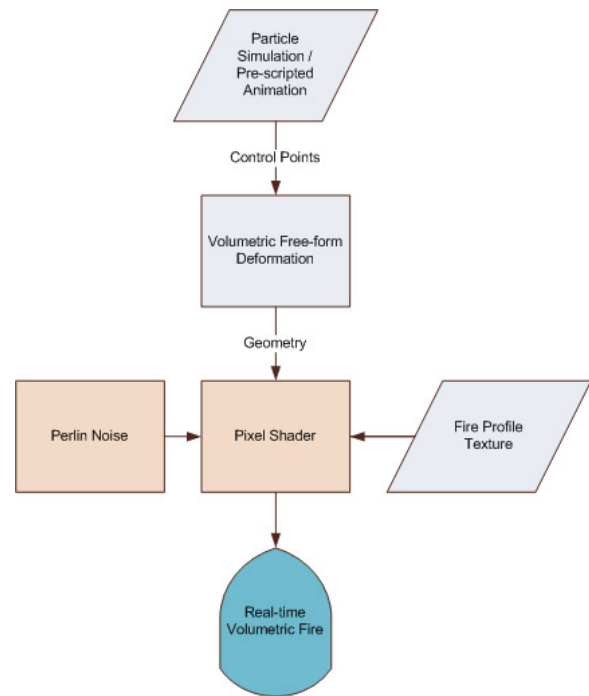 Particle
Simulation /
Pre-scripted
Animation
Control Points
Volumetric Free-form
Deformation
Geometry
Perlin Noise
Pixel Shader
Fire Profile
Texture
Real-time
Volumetric Fire